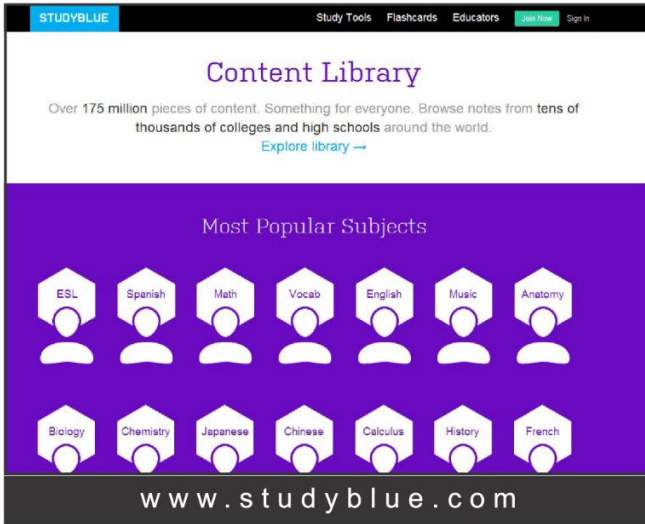 STUDYBLUE Study Tools Flashcards Educators Join Now Sign In
Content Library
Over 175 million pieces of content. Something for everyone. Browse notes from tens of
thousands of colleges and high schools around the world.
Explore library →
Most Popular Subjects
ESL Spanish Math Vocab English Music Anatomy
Biology Chemistry Japanese Chinese Calculus History French
www.studyblue.com